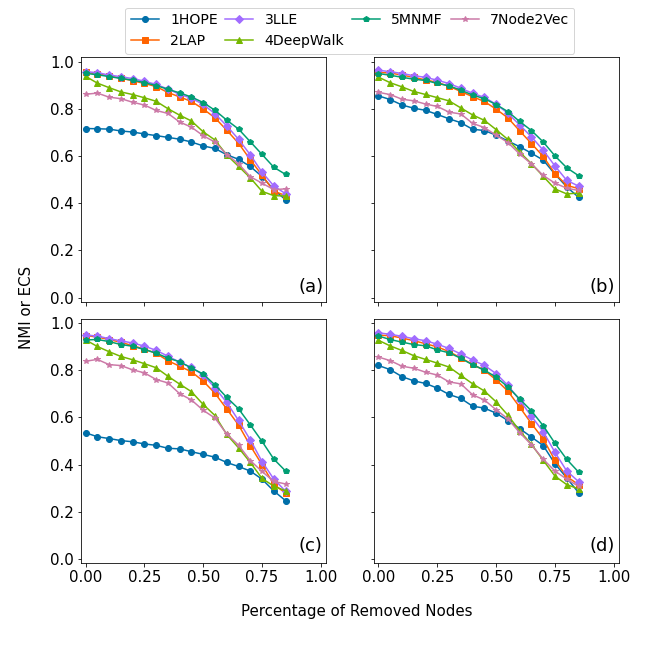 1HOPE 3LLE 5MNMF 7Node2Vec
2LAP 4DeepWalk
1.0
0.8
0.6
0.4
0.2
0.0
(a) (b)
NMI or ECS
1.0
0.8
0.6
0.4
0.2
0.0
(c) (d)
0.00 0.25 0.50 0.75 1.00 0.00 0.25 0.50 0.75 1.00
Percentage of Removed Nodes